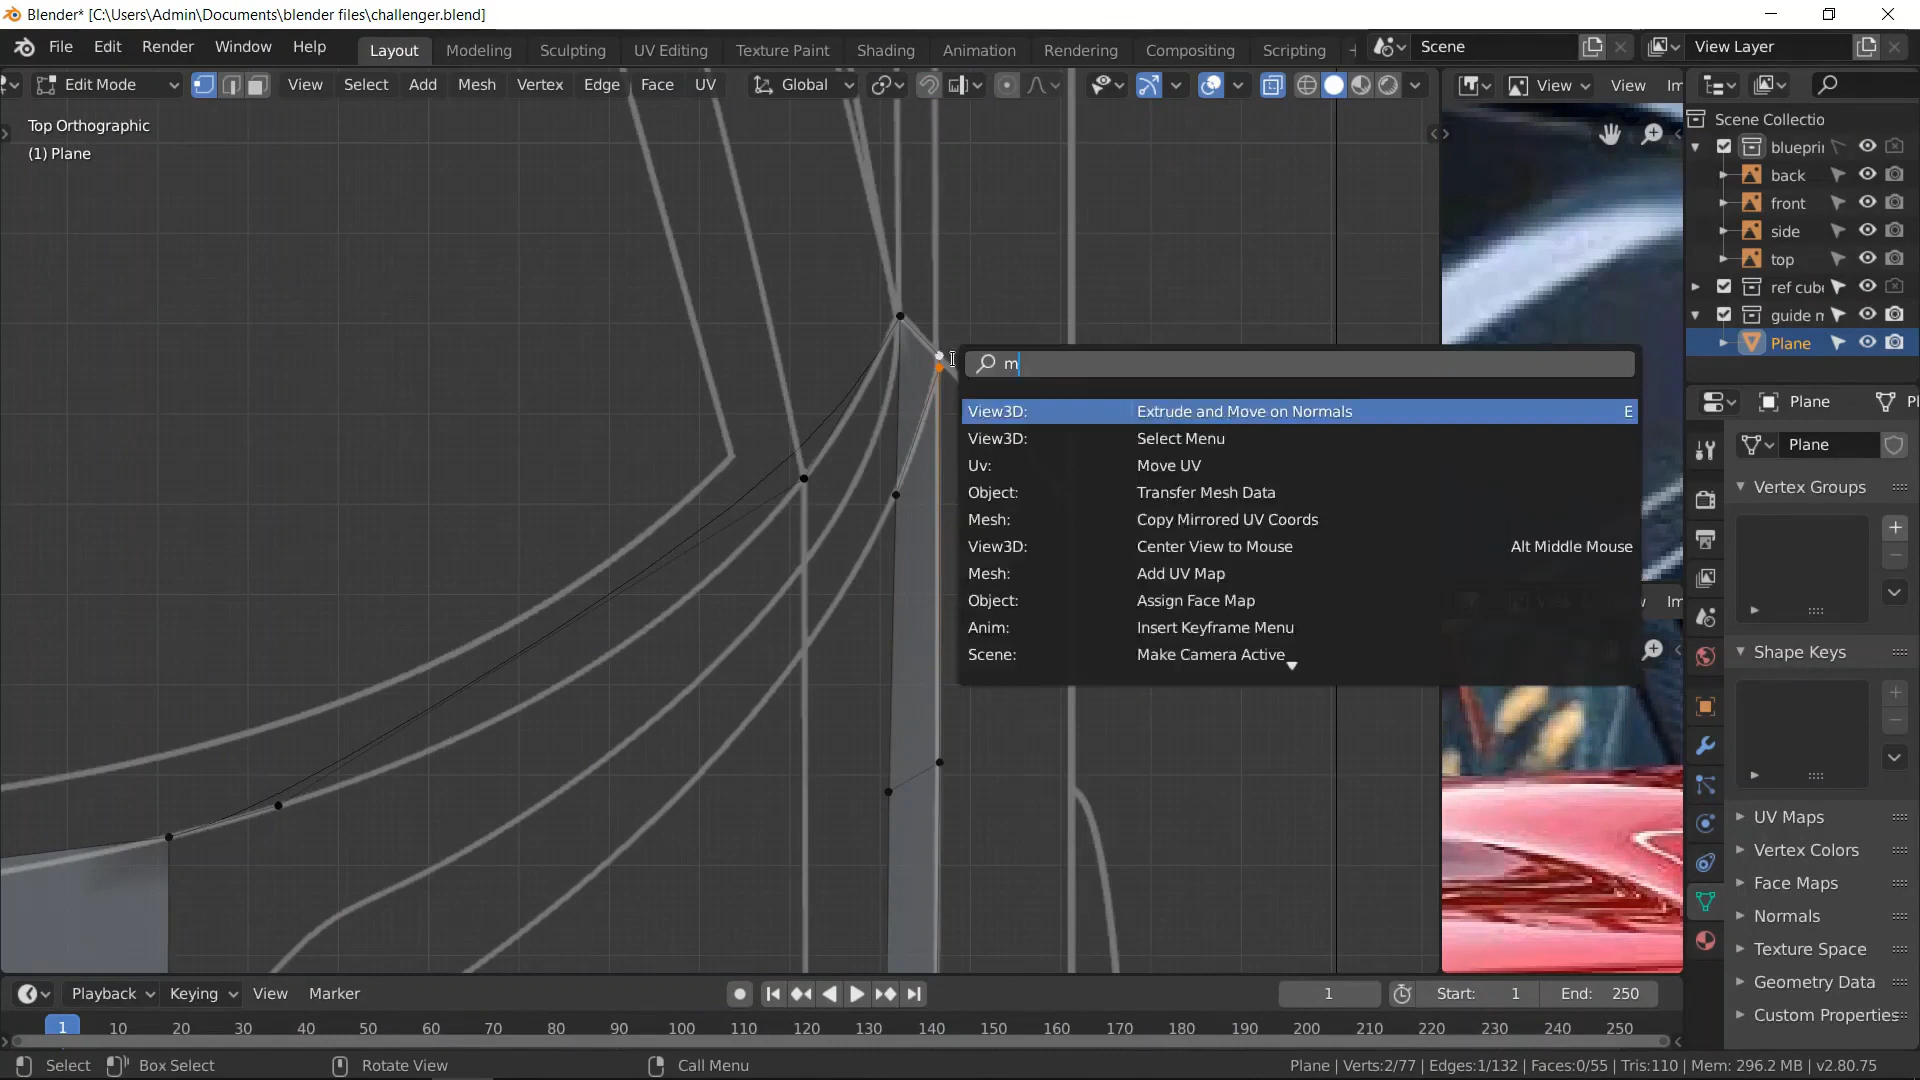 Blender* [C:\Users\Admin\Documents\blender files\challenger.blend]
File Edit Render Window Help Layout Modeling Sculpting UV Editing Texture Paint Shading Animation Rendering Compositing Scripting Scene View Layer
Edit Mode View Select Add Mesh Vertex Edge Face UV Global View View Im
Top Orthographic
(1) Plane
Scene Collectio
blueprin
back
front
side
top
ref cube
guide m
Plane
m
View3D: Extrude and Move on Normals E
View3D: Select Menu
Uv: Move UV
Object: Transfer Mesh Data
Mesh: Copy Mirrored UV Coords
View3D: Center View to Mouse Alt Middle Mouse
Mesh: Add UV Map
Object: Assign Face Map
Anim: Insert Keyframe Menu
Scene: Make Camera Active
Im
Plane Pl
Plane
Vertex Groups
Shape Keys
UV Maps
Vertex Colors
Face Maps
Normals
Texture Space
Geometry Data
Custom Properties
Playback Keying View Marker 1 Start: 1 End: 250
1 10 20 30 40 50 60 70 80 90 100 110 120 130 140 150 160 170 180 190 200 210 220 230 240 250
Select Box Select Rotate View Call Menu Plane | Verts:2/77 | Edges:1/132 | Faces:0/55 | Tris:110 | Mem: 296.2 MB | v2.80.75